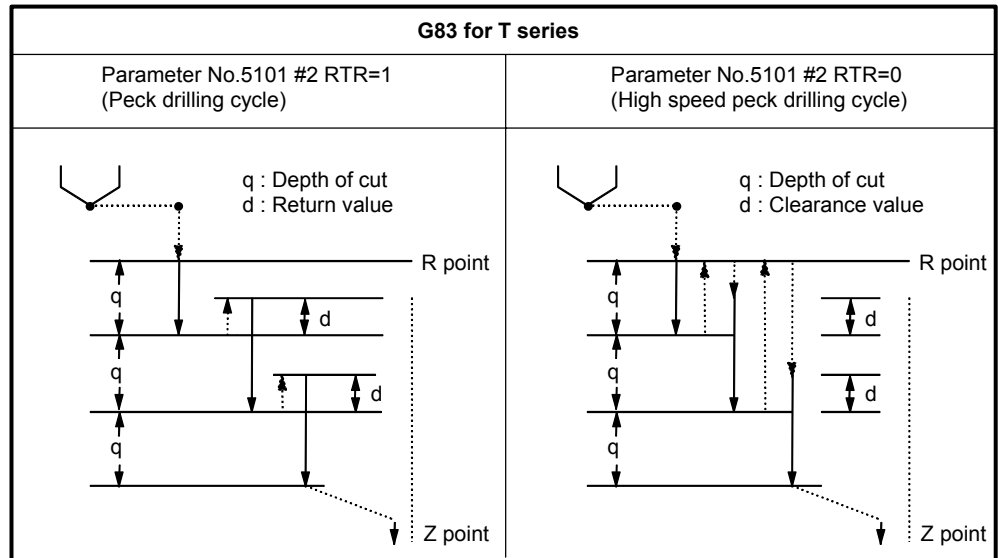 G83 for T series
Parameter No.5101 #2 RTR=1
(Peck drilling cycle)
Parameter No.5101 #2 RTR=0
(High speed peck drilling cycle)
q : Depth of cut
d : Return value
R point
q
d
q
d
q
Z point
q : Depth of cut
d : Clearance value
R point
q
d
q
d
q
Z point